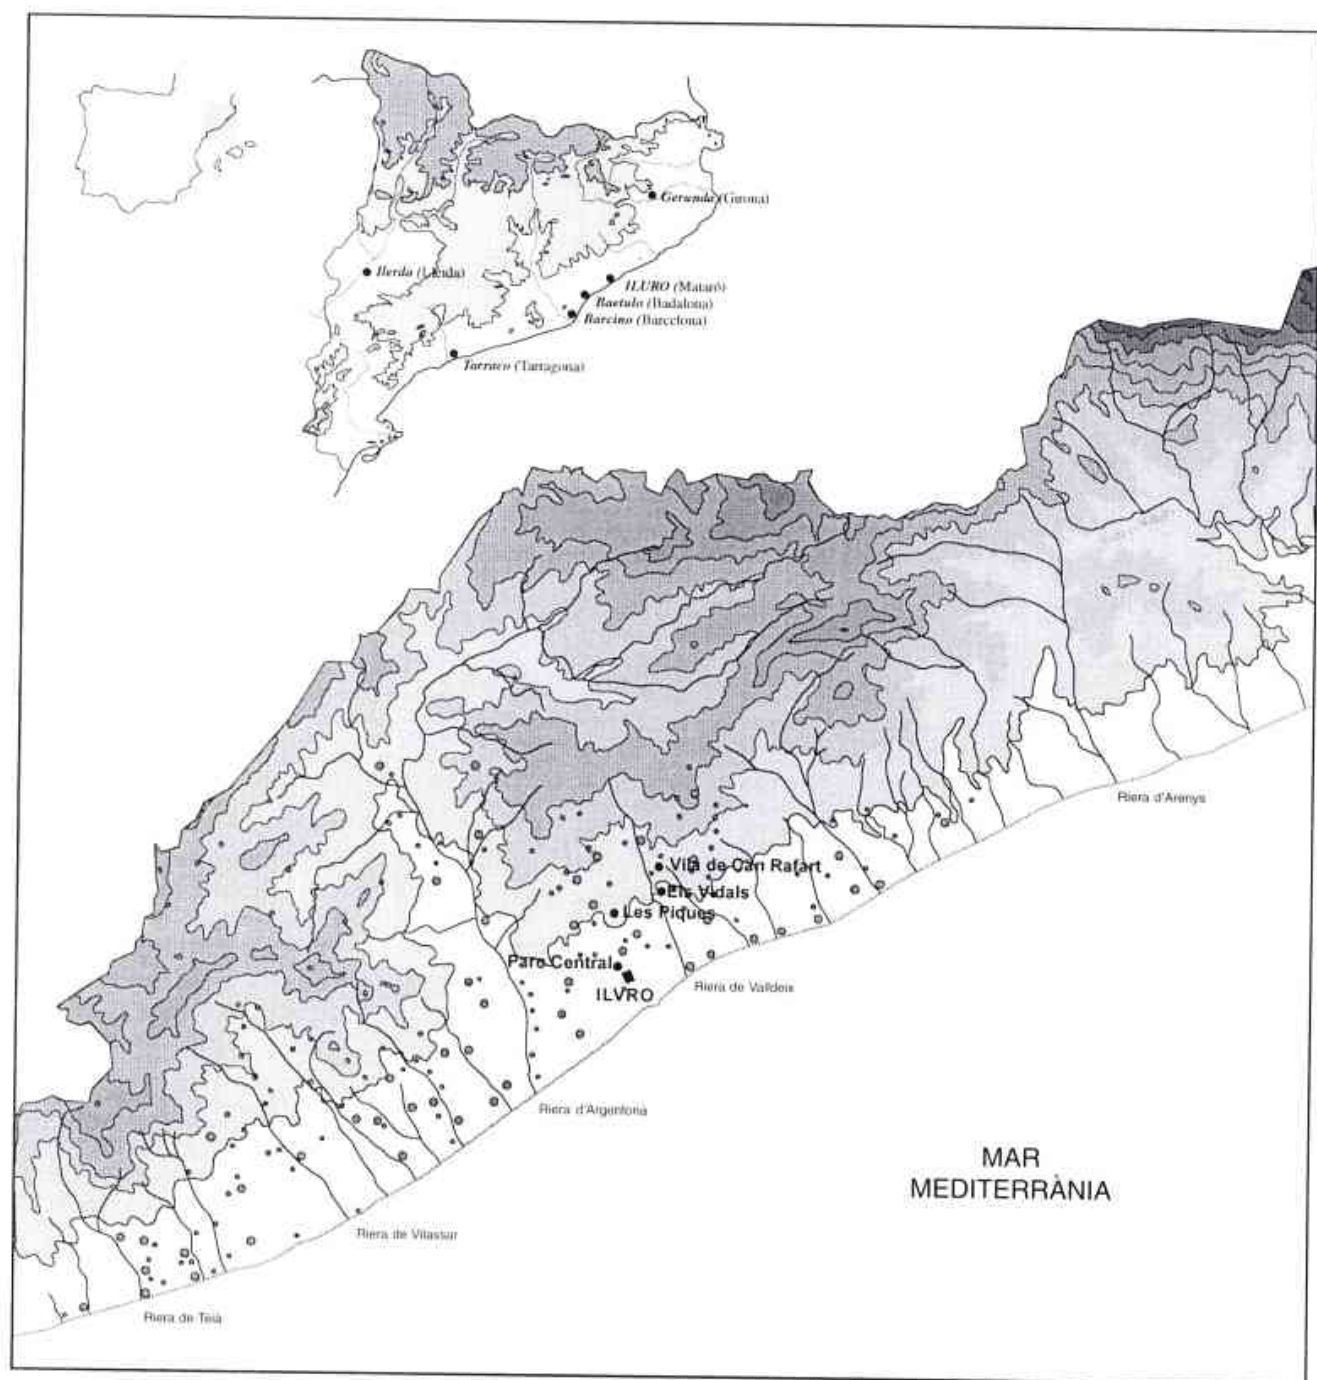 Gerunda (Girona)
Ilerda (Lleida)
ILURO (Mataró)
Baetulo (Badalona)
Barcino (Barcelona)
Tarraco (Tarragona)
Riera d'Arenys
Vila de Can Rafart
Els Vidals
Les Piques
Parc Central
ILVRO
Riera de Valldeix
Riera d'Argentona
MAR
MEDITERRÀNIA
Riera de Vilassar
Riera de Teià